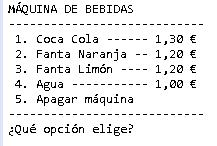 MÁQUINA DE BEBIDAS
--------------------------
1. Coca Cola ------ 1,30 €
2. Fanta Naranja -- 1,20 €
3. Fanta Limón ---- 1,20 €
4. Agua ----------- 1,00 €
5. Apagar máquina
--------------------------
¿Qué opción elige?